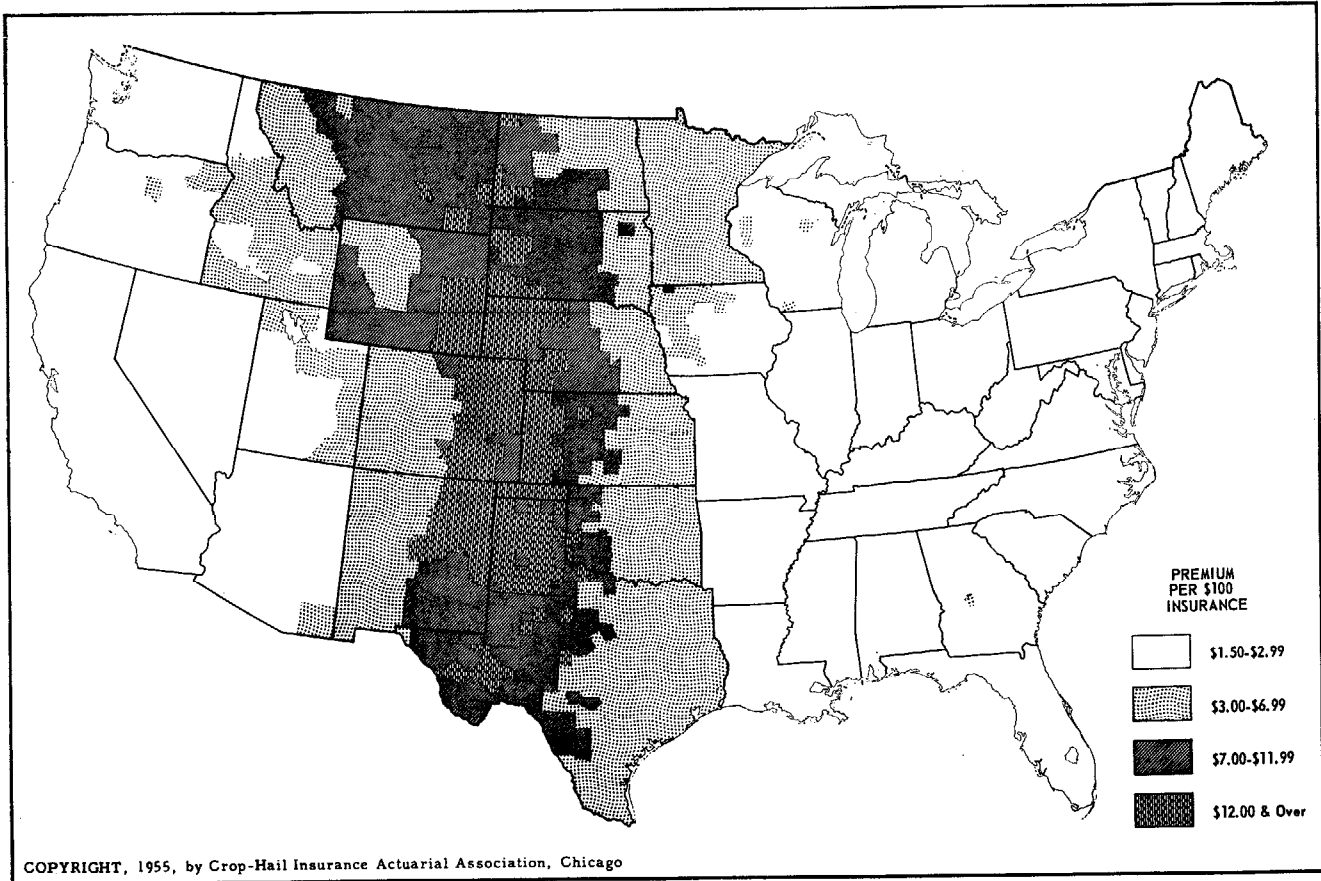 PREMIUM
PER $100
INSURANCE
$1.50-$2.99
$3.00-$6.99
$7.00-$11.99
$12.00 & Over
COPYRIGHT, 1955, by Crop-Hail Insurance Actuarial Association, Chicago